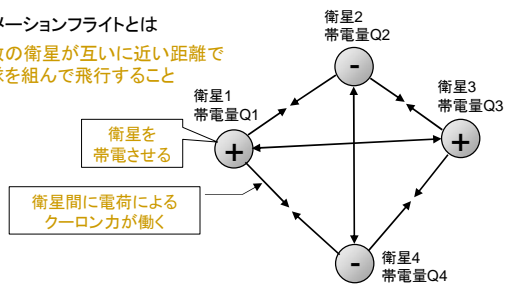 メーションフライトとは
数の衛星が互いに近い距離で
隊を組んで飛行すること
衛星2
帯電量Q2
衛星1
帯電量Q1
衛星3
帯電量Q3
衛星を
帯電させる
衛星間に電荷による
クーロン力が働く
衛星4
帯電量Q4
+
-
+
-